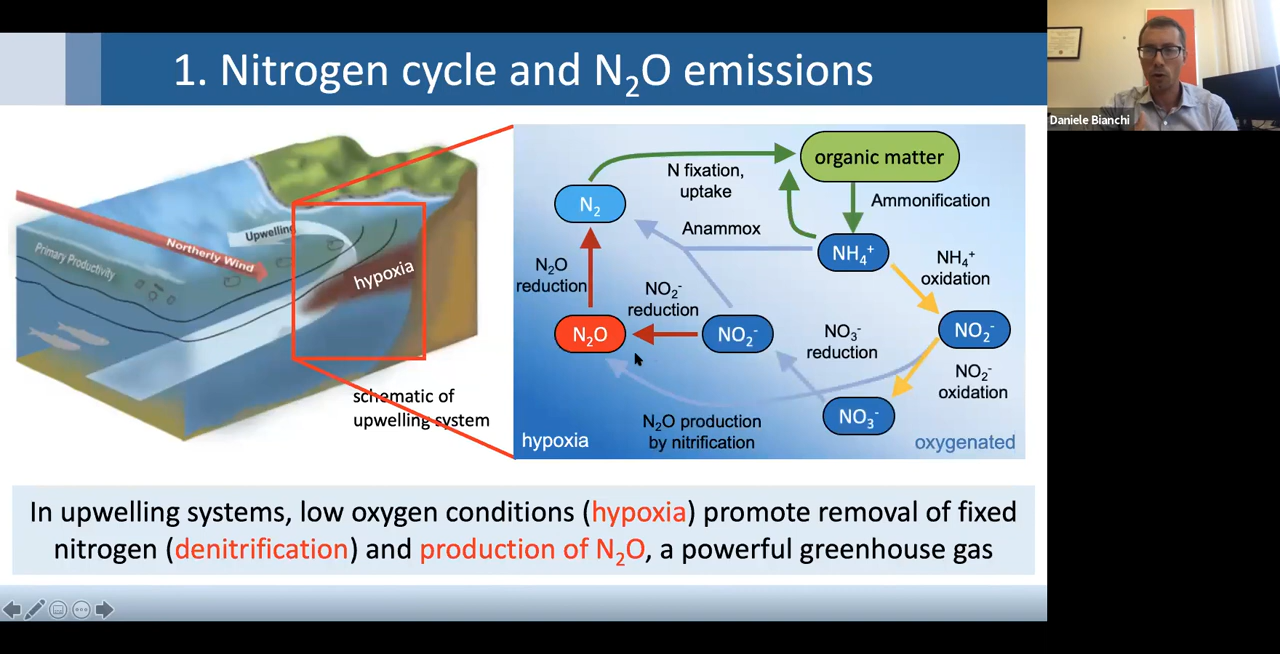 1. Nitrogen cycle and N₂O emissions
Daniele Bianchi
Upwelling
Northerly Wind
Primary Productivity
hypoxia
schematic of
upwelling system
organic matter
N fixation,
uptake
Ammonification
N₂
Anammox
NH₄⁺
NH₄⁺
oxidation
N₂O
reduction
NO₂⁻
reduction
N₂O
NO₂⁻
NO₃⁻
reduction
NO₂⁻
NO₂⁻
oxidation
NO₃⁻
N₂O production
by nitrification
hypoxia
oxygenated
In upwelling systems, low oxygen conditions (hypoxia) promote removal of fixed
nitrogen (denitrification) and production of N₂O, a powerful greenhouse gas